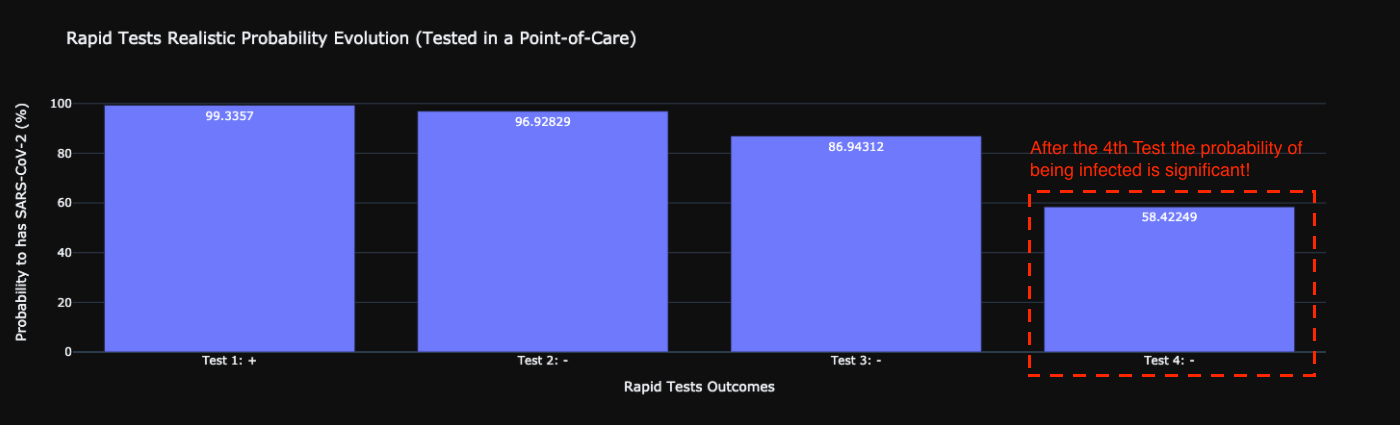 Rapid Tests Realistic Probability Evolution (Tested in a Point-of-Care)
Probability to has SARS-CoV-2 (%)
100
80
60
40
20
0
99.3357
96.92829
86.94312
58.42249
After the 4th Test the probability of
being infected is significant!
Test 1: +
Test 2: -
Test 3: -
Test 4: -
Rapid Tests Outcomes